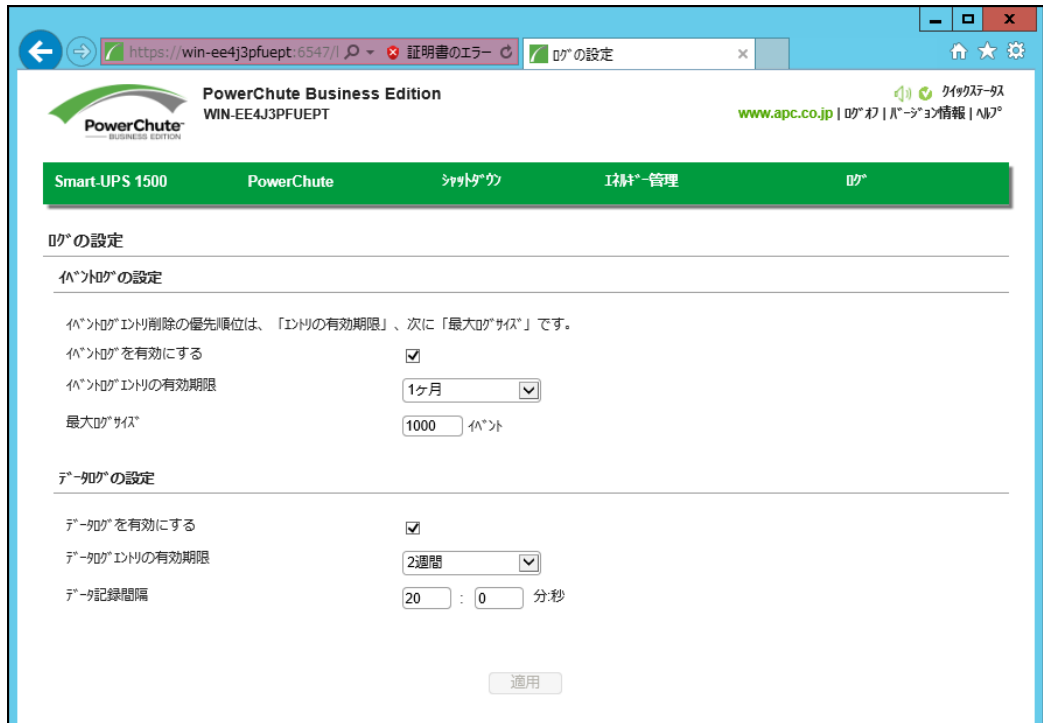 https://win-ee4j3pfuept:6547/l
証明書のエラー
ﾛｸﾞの設定
PowerChute
BUSINESS EDITION
PowerChute Business Edition
WIN-EE4J3PFUEPT
ｸｲｯｸｽﾃｰﾀｽ
www.apc.co.jp | ﾛｸﾞｵﾌ | ﾊﾞｰｼﾞｮﾝ情報 | ﾍﾙﾌﾟ
Smart-UPS 1500 PowerChute ｼｬｯﾄﾀﾞｳﾝ ｴﾈﾙｷﾞｰ管理 ﾛｸﾞ
ﾛｸﾞの設定
ｲﾍﾞﾝﾄﾛｸﾞの設定
ｲﾍﾞﾝﾄﾛｸﾞｴﾝﾄﾘ削除の優先順位は、「ｴﾝﾄﾘの有効期限」、次に「最大ﾛｸﾞｻｲｽﾞ」です。
ｲﾍﾞﾝﾄﾛｸﾞを有効にする
ｲﾍﾞﾝﾄﾛｸﾞｴﾝﾄﾘの有効期限 1ヶ月
最大ﾛｸﾞｻｲｽﾞ 1000 ｲﾍﾞﾝﾄ
ﾃﾞｰﾀﾛｸﾞの設定
ﾃﾞｰﾀﾛｸﾞを有効にする
ﾃﾞｰﾀﾛｸﾞｴﾝﾄﾘの有効期限 2週間
ﾃﾞｰﾀ記録間隔 20 : 0 分:秒
適用